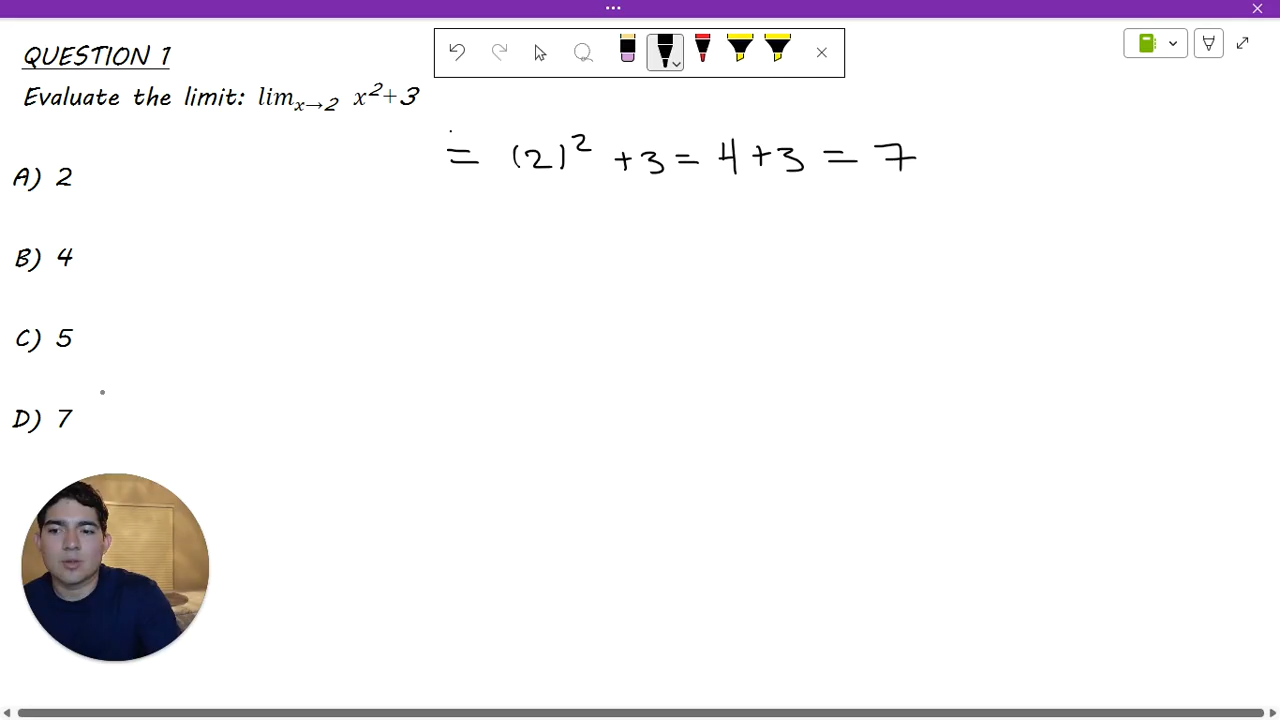 QUESTION 1
Evaluate the limit: lim x→2 x²+3
= (2)² +3 = 4+3 = 7
A) 2
B) 4
C) 5
D) 7